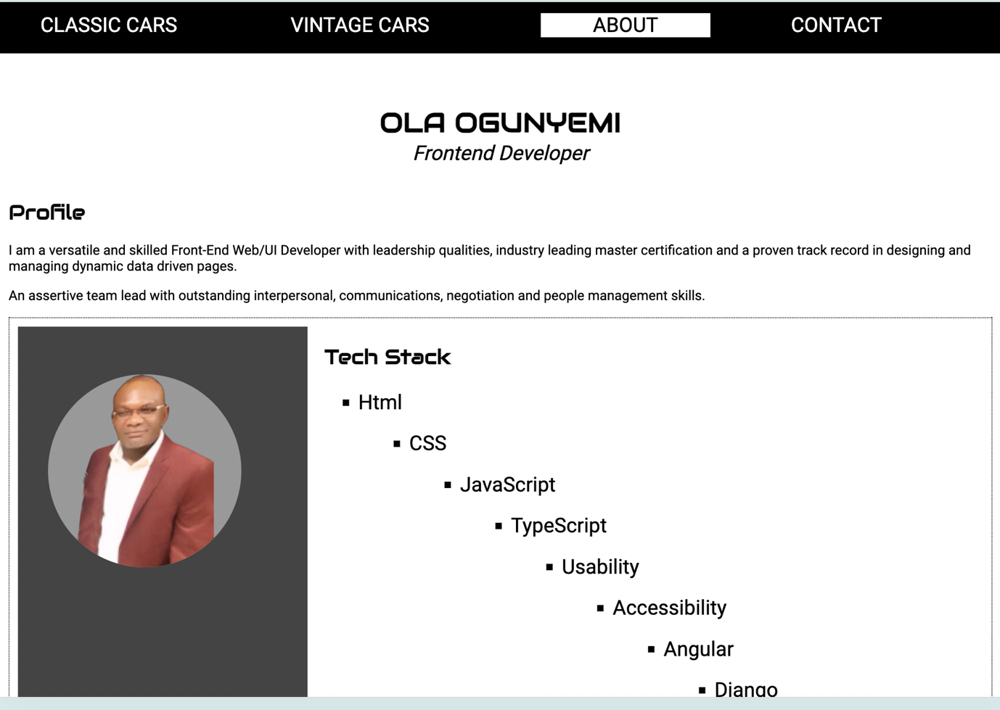 CLASSIC CARS VINTAGE CARS ABOUT CONTACT
OLA OGUNYEMI
Frontend Developer
Profile
I am a versatile and skilled Front-End Web/UI Developer with leadership qualities, industry leading master certification and a proven track record in designing and
managing dynamic data driven pages.
An assertive team lead with outstanding interpersonal, communications, negotiation and people management skills.
Tech Stack
▪ Html
▪ CSS
▪ JavaScript
▪ TypeScript
▪ Usability
▪ Accessibility
▪ Angular
▪ Django